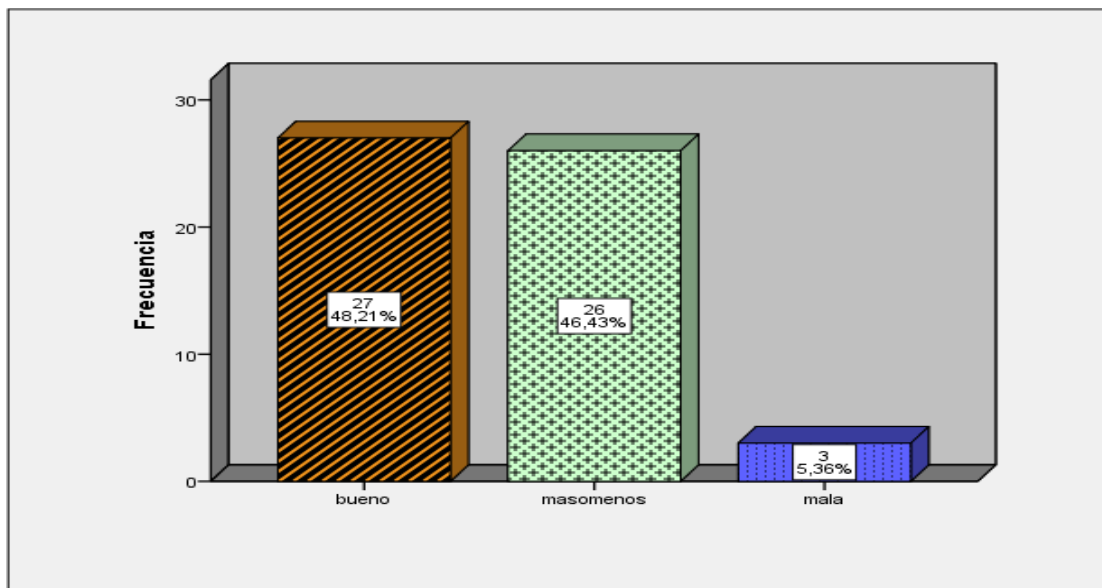 Frecuencia
30
20
10
0
27
48,21%
26
46,43%
3
5,36%
bueno
masomenos
mala